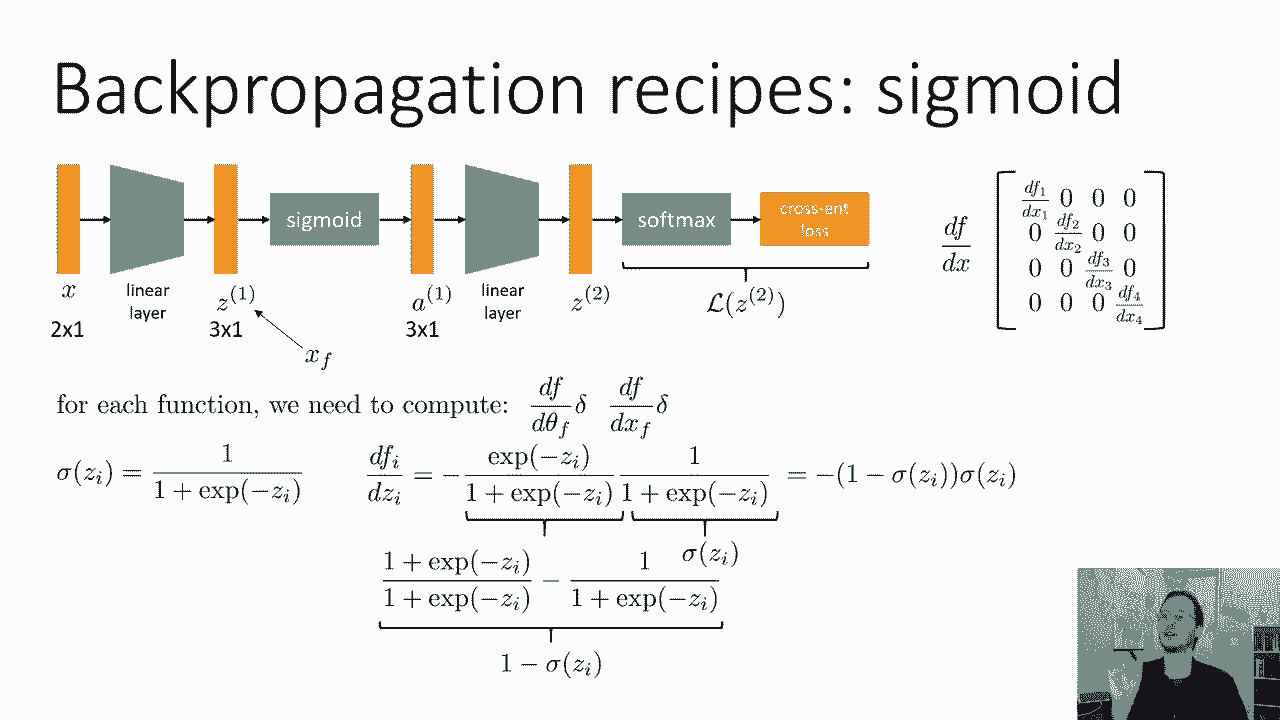 Backpropagation recipes: sigmoid
sigmoid
softmax
cross-ent
loss
x
linear
layer
z^{(1)}
a^{(1)}
linear
layer
z^{(2)}
\mathcal{L}(z^{(2)})
2x1
3x1
3x1
x_f
\frac{df}{dx} \begin{bmatrix} \frac{df_1}{dx_1} & 0 & 0 & 0 \\ 0 & \frac{df_2}{dx_2} & 0 & 0 \\ 0 & 0 & \frac{df_3}{dx_3} & 0 \\ 0 & 0 & 0 & \frac{df_4}{dx_4} \end{bmatrix}
for each function, we need to compute: \frac{df}{d\theta_f}\delta \frac{df}{dx_f}\delta
\sigma(z_i) = \frac{1}{1 + \exp(-z_i)} \frac{df_i}{dz_i} = -\frac{\exp(-z_i)}{1 + \exp(-z_i)} \frac{1}{1 + \exp(-z_i)} = -(1 - \sigma(z_i))\sigma(z_i)
\sigma(z_i)
\frac{1 + \exp(-z_i)}{1 + \exp(-z_i)} - \frac{1}{1 + \exp(-z_i)}
1 - \sigma(z_i)